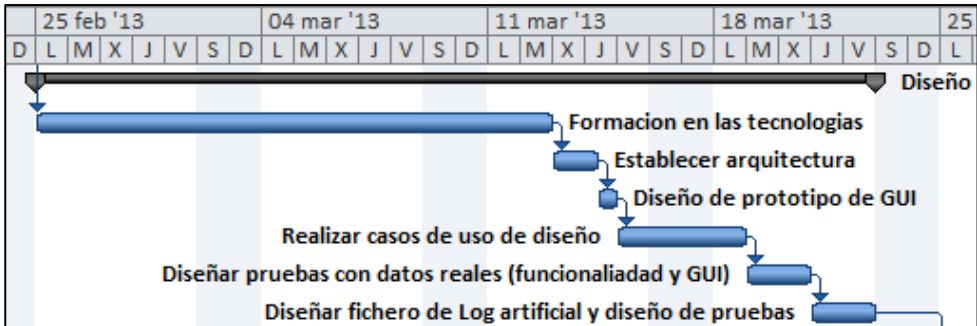 25 feb '13 04 mar '13 11 mar '13 18 mar '13 25
D L M X J V S D L M X J V S D L M X J V S D L M X J V S D L
Diseño
Formacion en las tecnologias
Establecer arquitectura
Diseño de prototipo de GUI
Realizar casos de uso de diseño
Diseñar pruebas con datos reales (funcionaliadad y GUI)
Diseñar fichero de Log artificial y diseño de pruebas